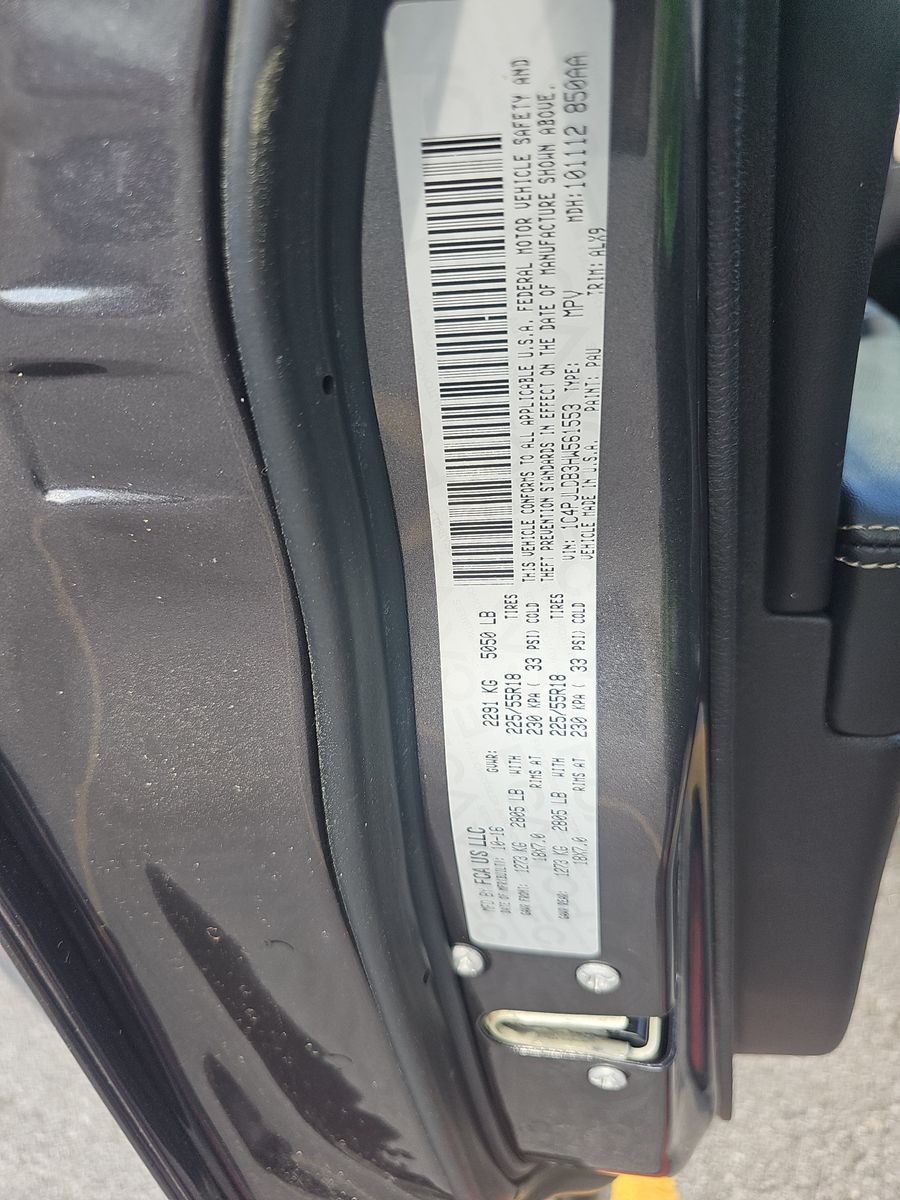 MFD BY: FCA US LLC
DATE OF MFR(BUILT): 10-16 GVWR: 2291 KG 5050 LB
GAWR FRONT: 1273 KG 2805 LB WITH 225/55R18 TIRES
18X7.0 RIMS AT 230 KPA ( 33 PSI) COLD
GAWR REAR: 1273 KG 2805 LB WITH 225/55R18 TIRES
18X7.0 RIMS AT 230 KPA ( 33 PSI) COLD
THIS VEHICLE CONFORMS TO ALL APPLICABLE U.S.A. FEDERAL MOTOR VEHICLE SAFETY AND
THEFT PREVENTION STANDARDS IN EFFECT ON THE DATE OF MANUFACTURE SHOWN ABOVE.
VIN: 1C4PJLDB3HW561553 TYPE: MPV MDH:101112 850AA
VEHICLE MADE IN U.S.A. PAINT: PAU TRIM: ALX9